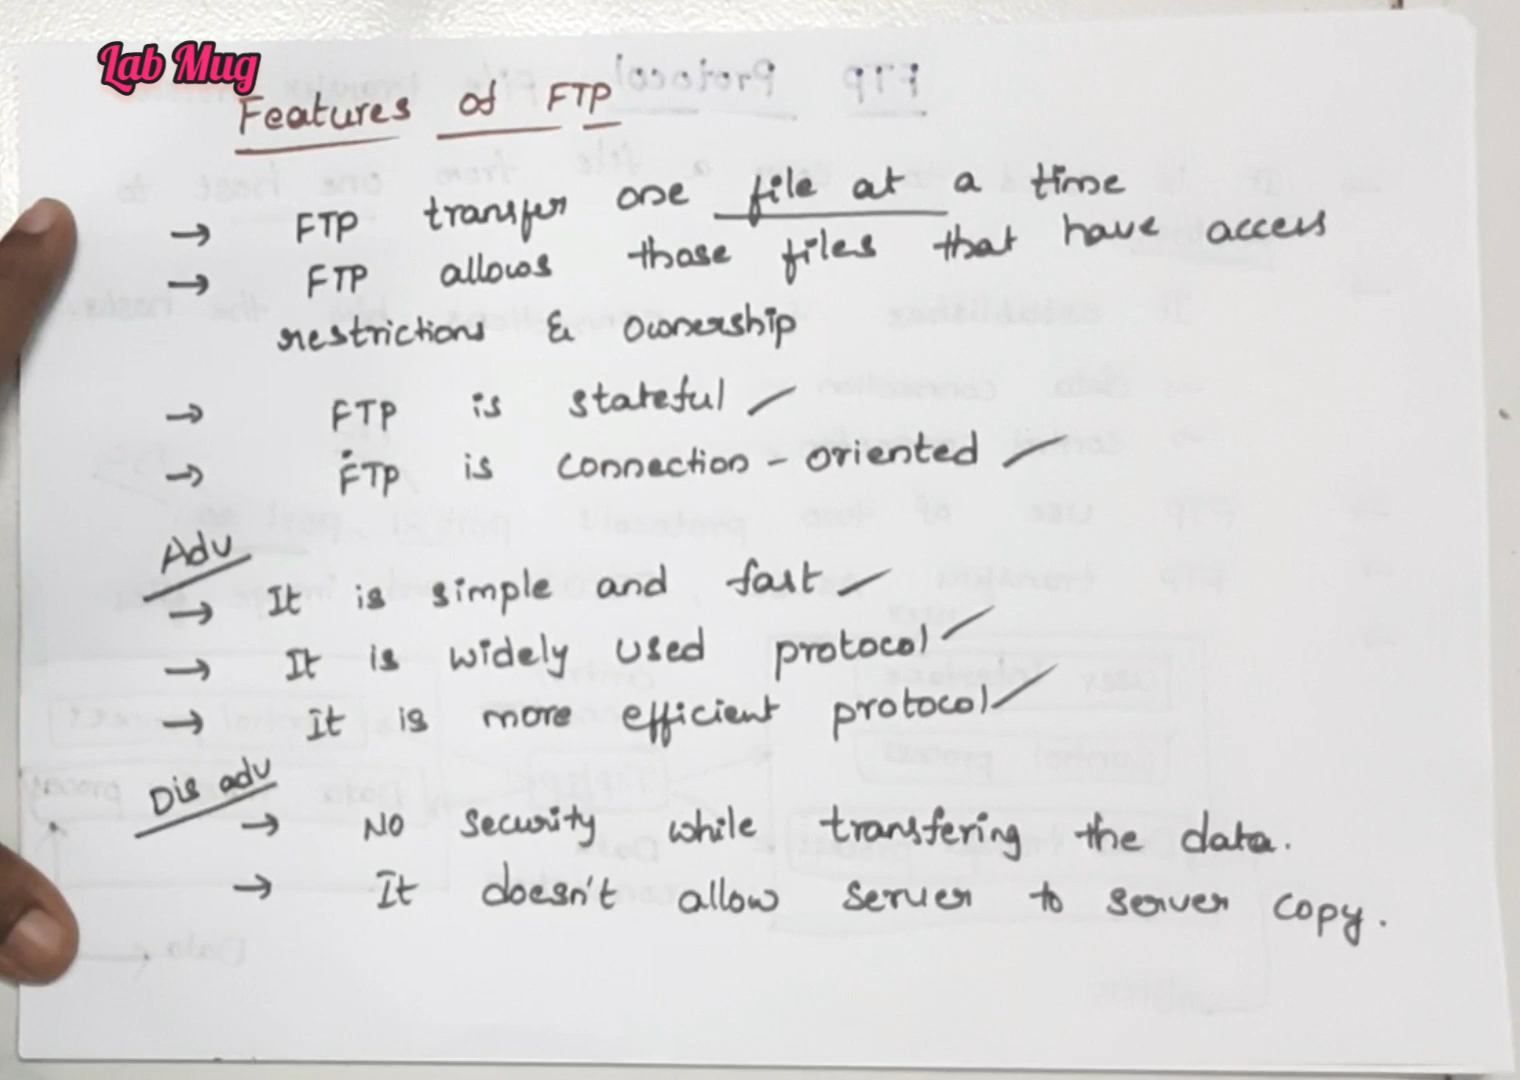 Lab Mug
Features of FTP
→ FTP transfer one file at a time
→ FTP allows those files that have access
restrictions & Ownership
→ FTP is stateful
→ FTP is connection - oriented
Adv
→ It is simple and fast
→ It is widely used protocol
→ It is more efficient protocol
Dis adv
→ NO security while transfering the data.
→ It doesn't allow server to server copy.